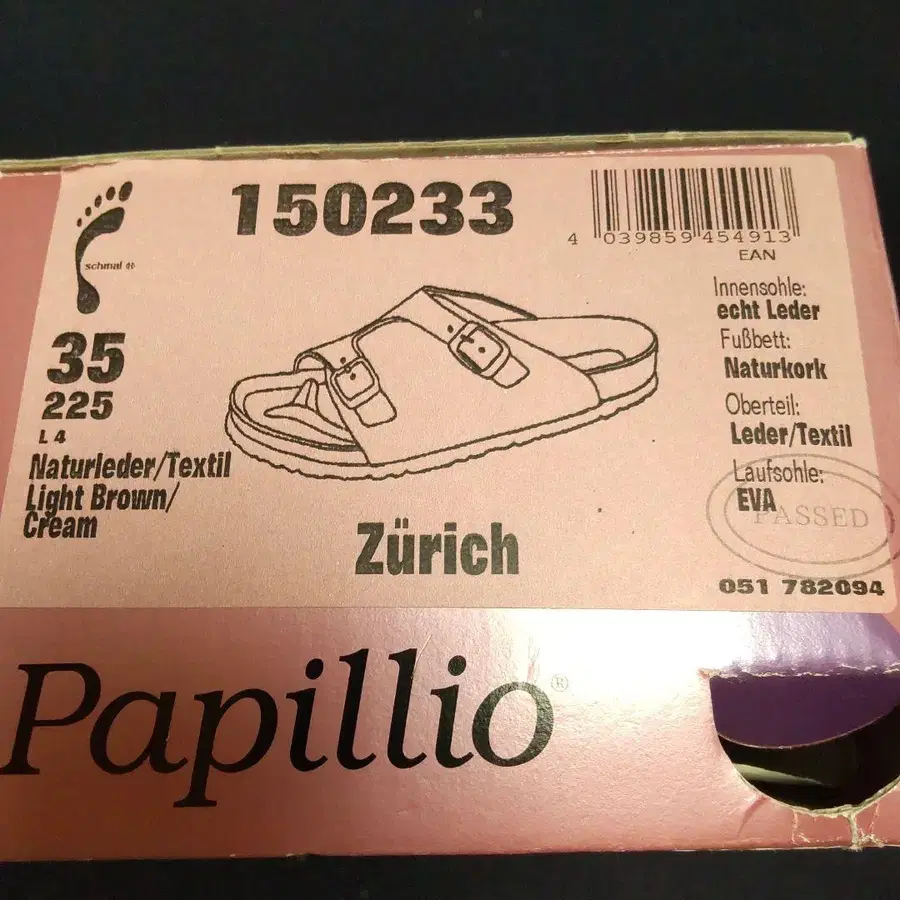 150233
4 039859 454913
EAN
schmal
35
225
L 4
Naturleder/Textil
Light Brown/
Cream
Innensohle:
echt Leder
Fußbett:
Naturkork
Oberteil:
Leder/Textil
Laufsohle:
EVA
PASSED
051 782094
Zürich
Papillio®